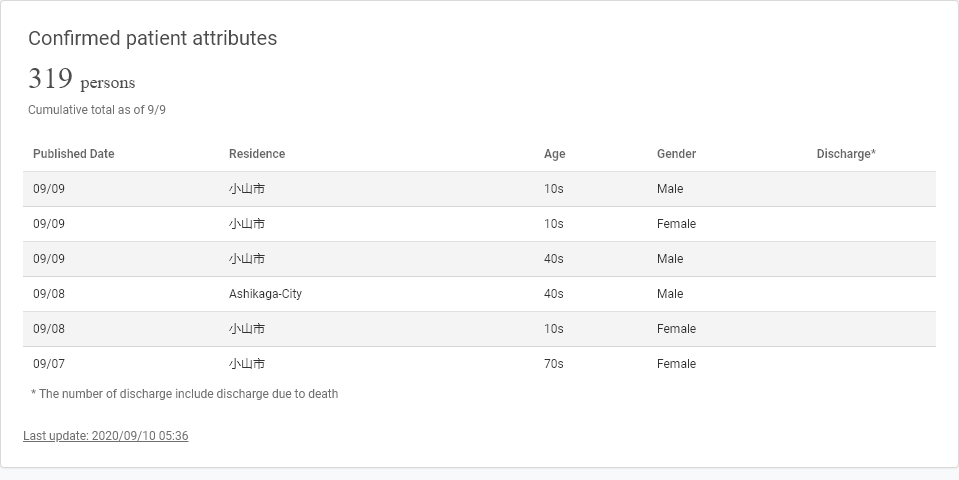 Confirmed patient attributes
319 persons
Cumulative total as of 9/9
Published Date Residence Age Gender Discharge*
09/09 小山市 10s Male
09/09 小山市 10s Female
09/09 小山市 40s Male
09/08 Ashikaga-City 40s Male
09/08 小山市 10s Female
09/07 小山市 70s Female
* The number of discharge include discharge due to death
Last update: 2020/09/10 05:36